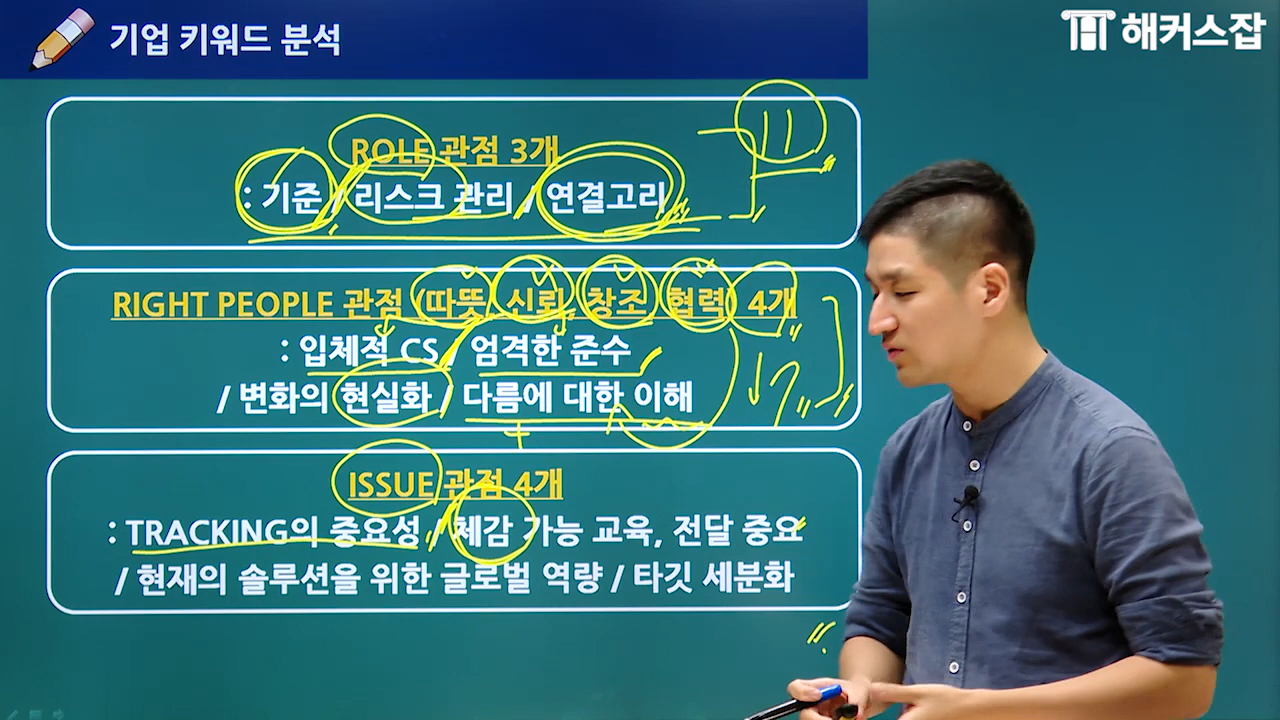 기업 키워드 분석
해커스잡
ROLE 관점 3개
: 기준 / 리스크 관리 / 연결고리
11
RIGHT PEOPLE 관점 (따뜻, 신뢰, 창조, 협력) 4개
: 입체적 CS / 엄격한 준수
/ 변화의 현실화 / 다름에 대한 이해
ISSUE 관점 4개
: TRACKING의 중요성 / 체감 가능 교육, 전달 중요
/ 현재의 솔루션을 위한 글로벌 역량 / 타깃 세분화